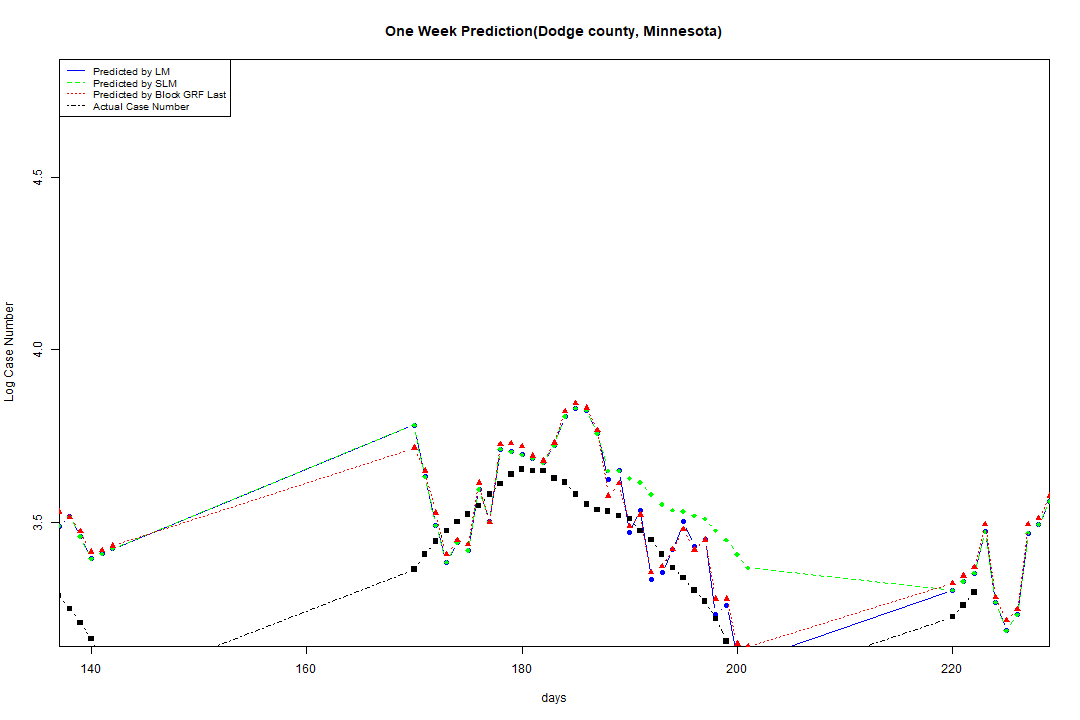 One Week Prediction(Dodge county, Minnesota)
Predicted by LM
Predicted by SLM
Predicted by Block GRF Last
Actual Case Number
Log Case Number
4.5
4.0
3.5
140
160
180
200
220
days